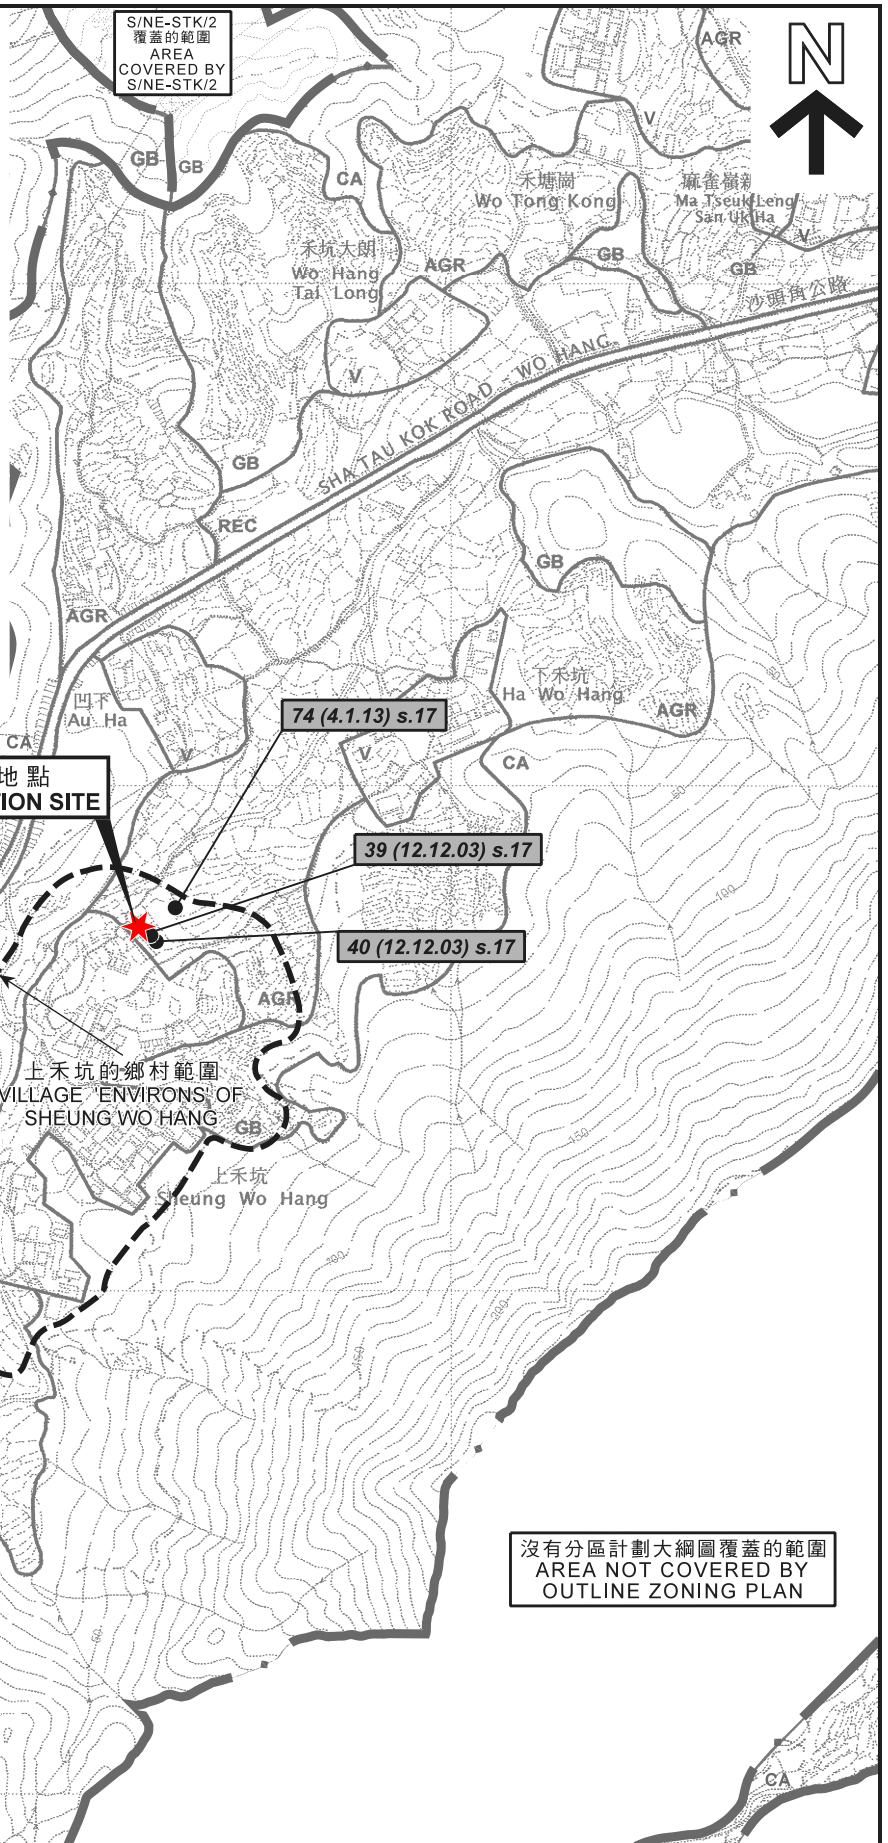 S/NE-STK/2
覆蓋的範圍
AREA
COVERED BY
S/NE-STK/2
AGR
N
V
GB
GB
CA
禾塘崗
Wo Tong Kong
麻雀嶺新
Ma Tseuk Leng
San Uk Ha
V
禾坑大朗
Wo Hang
Tai Long
AGR
GB
GB
沙頭角公路
V
SHA TAU KOK ROAD - WO HANG
GB
REC
GB
AGR
凹下
Au Ha
下禾坑
Ha Wo Hang
AGR
74 (4.1.13) s.17
CA
V
V
CA
地點
TION SITE
50
39 (12.12.03) s.17
100
40 (12.12.03) s.17
AGR
上禾坑的鄉村範圍
VILLAGE 'ENVIRONS' OF
SHEUNG WO HANG
GB
150
上禾坑
Sheung Wo Hang
100
200
150
沒有分區計劃大綱圖覆蓋的範圍
AREA NOT COVERED BY
OUTLINE ZONING PLAN
CA